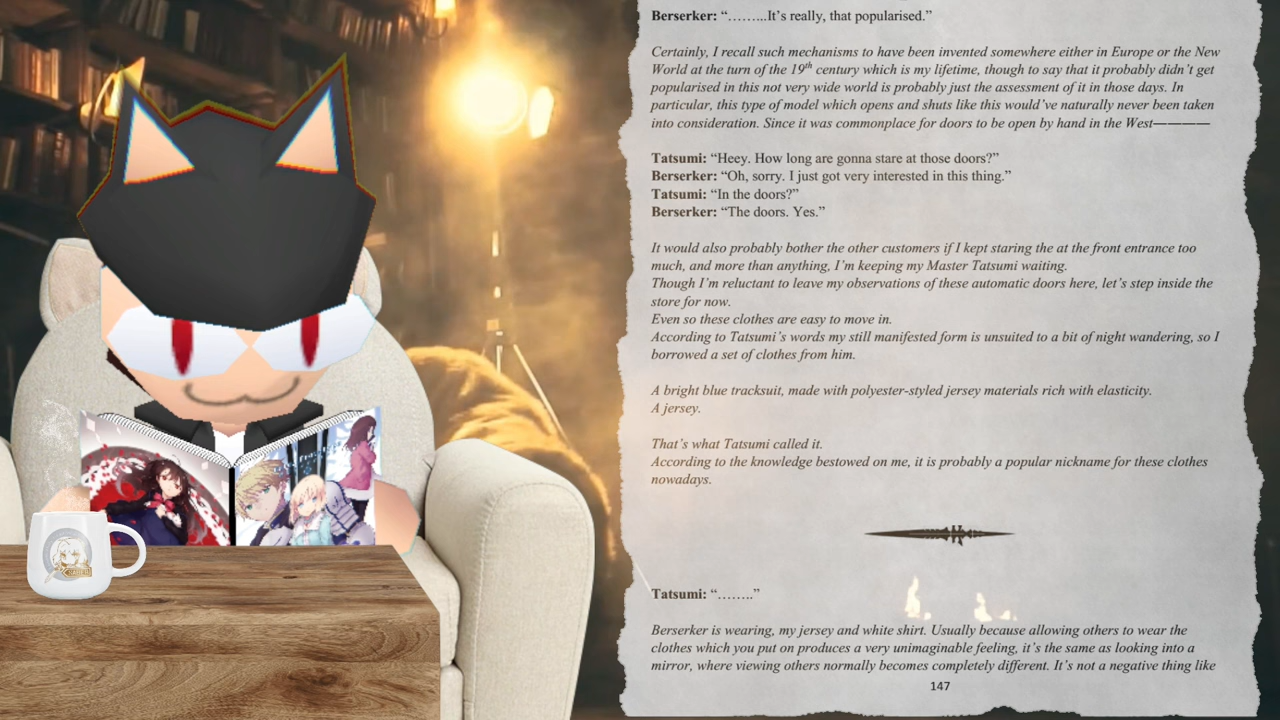 Berserker: “……...It’s really, that popularised.”
Certainly, I recall such mechanisms to have been invented somewhere either in Europe or the New
World at the turn of the 19th century which is my lifetime, though to say that it probably didn’t get
popularised in this not very wide world is probably just the assessment of it in those days. In
particular, this type of model which opens and shuts like this would’ve naturally never been taken
into consideration. Since it was commonplace for doors to be open by hand in the West————
Tatsumi: “Heey. How long are gonna stare at those doors?”
Berserker: “Oh, sorry. I just got very interested in this thing.”
Tatsumi: “In the doors?”
Berserker: “The doors. Yes.”
It would also probably bother the other customers if I kept staring the at the front entrance too
much, and more than anything, I’m keeping my Master Tatsumi waiting.
Though I’m reluctant to leave my observations of these automatic doors here, let’s step inside the
store for now.
Even so these clothes are easy to move in.
According to Tatsumi’s words my still manifested form is unsuited to a bit of night wandering, so I
borrowed a set of clothes from him.
A bright blue tracksuit, made with polyester-styled jersey materials rich with elasticity.
A jersey.
That’s what Tatsumi called it.
According to the knowledge bestowed on me, it is probably a popular nickname for these clothes
nowadays.
Tatsumi: “……..”
Berserker is wearing, my jersey and white shirt. Usually because allowing others to wear the
clothes which you put on produces a very unimaginable feeling, it’s the same as looking into a
mirror, where viewing others normally becomes completely different. It’s not a negative thing like
147